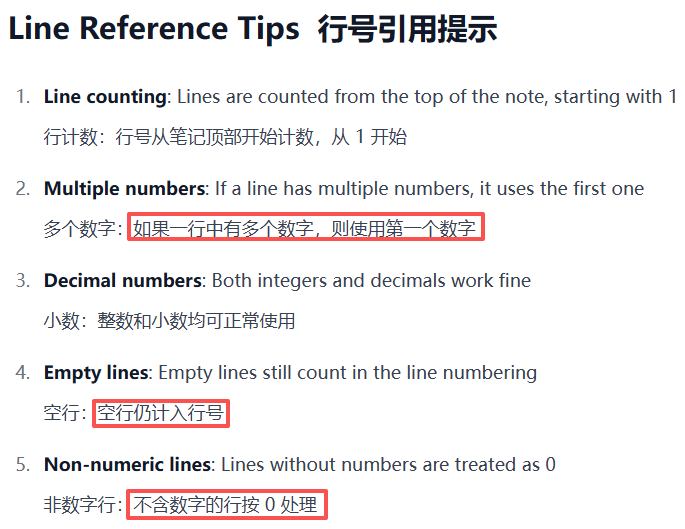 Line Reference Tips 行号引用提示
1. Line counting: Lines are counted from the top of the note, starting with 1
行计数：行号从笔记顶部开始计数，从 1 开始
2. Multiple numbers: If a line has multiple numbers, it uses the first one
多个数字：如果一行中有多个数字，则使用第一个数字
3. Decimal numbers: Both integers and decimals work fine
小数：整数和小数均可正常使用
4. Empty lines: Empty lines still count in the line numbering
空行：空行仍计入行号
5. Non-numeric lines: Lines without numbers are treated as 0
非数字行：不含数字的行按 0 处理